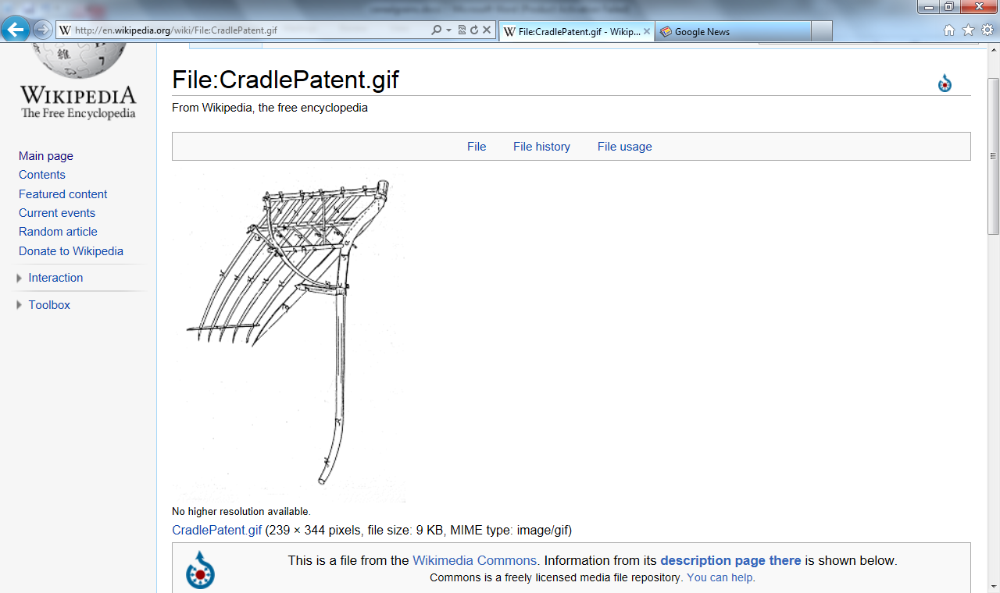 http://en.wikipedia.org/wiki/File:CradlePatent.gif
File:CradlePatent.gif - Wikip...
Google News
WIKIPEDIA
The Free Encyclopedia
Main page
Contents
Featured content
Current events
Random article
Donate to Wikipedia
Interaction
Toolbox
File:CradlePatent.gif
From Wikipedia, the free encyclopedia
File File history File usage
No higher resolution available.
CradlePatent.gif (239 × 344 pixels, file size: 9 KB, MIME type: image/gif)
This is a file from the Wikimedia Commons. Information from its description page there is shown below.
Commons is a freely licensed media file repository. You can help.